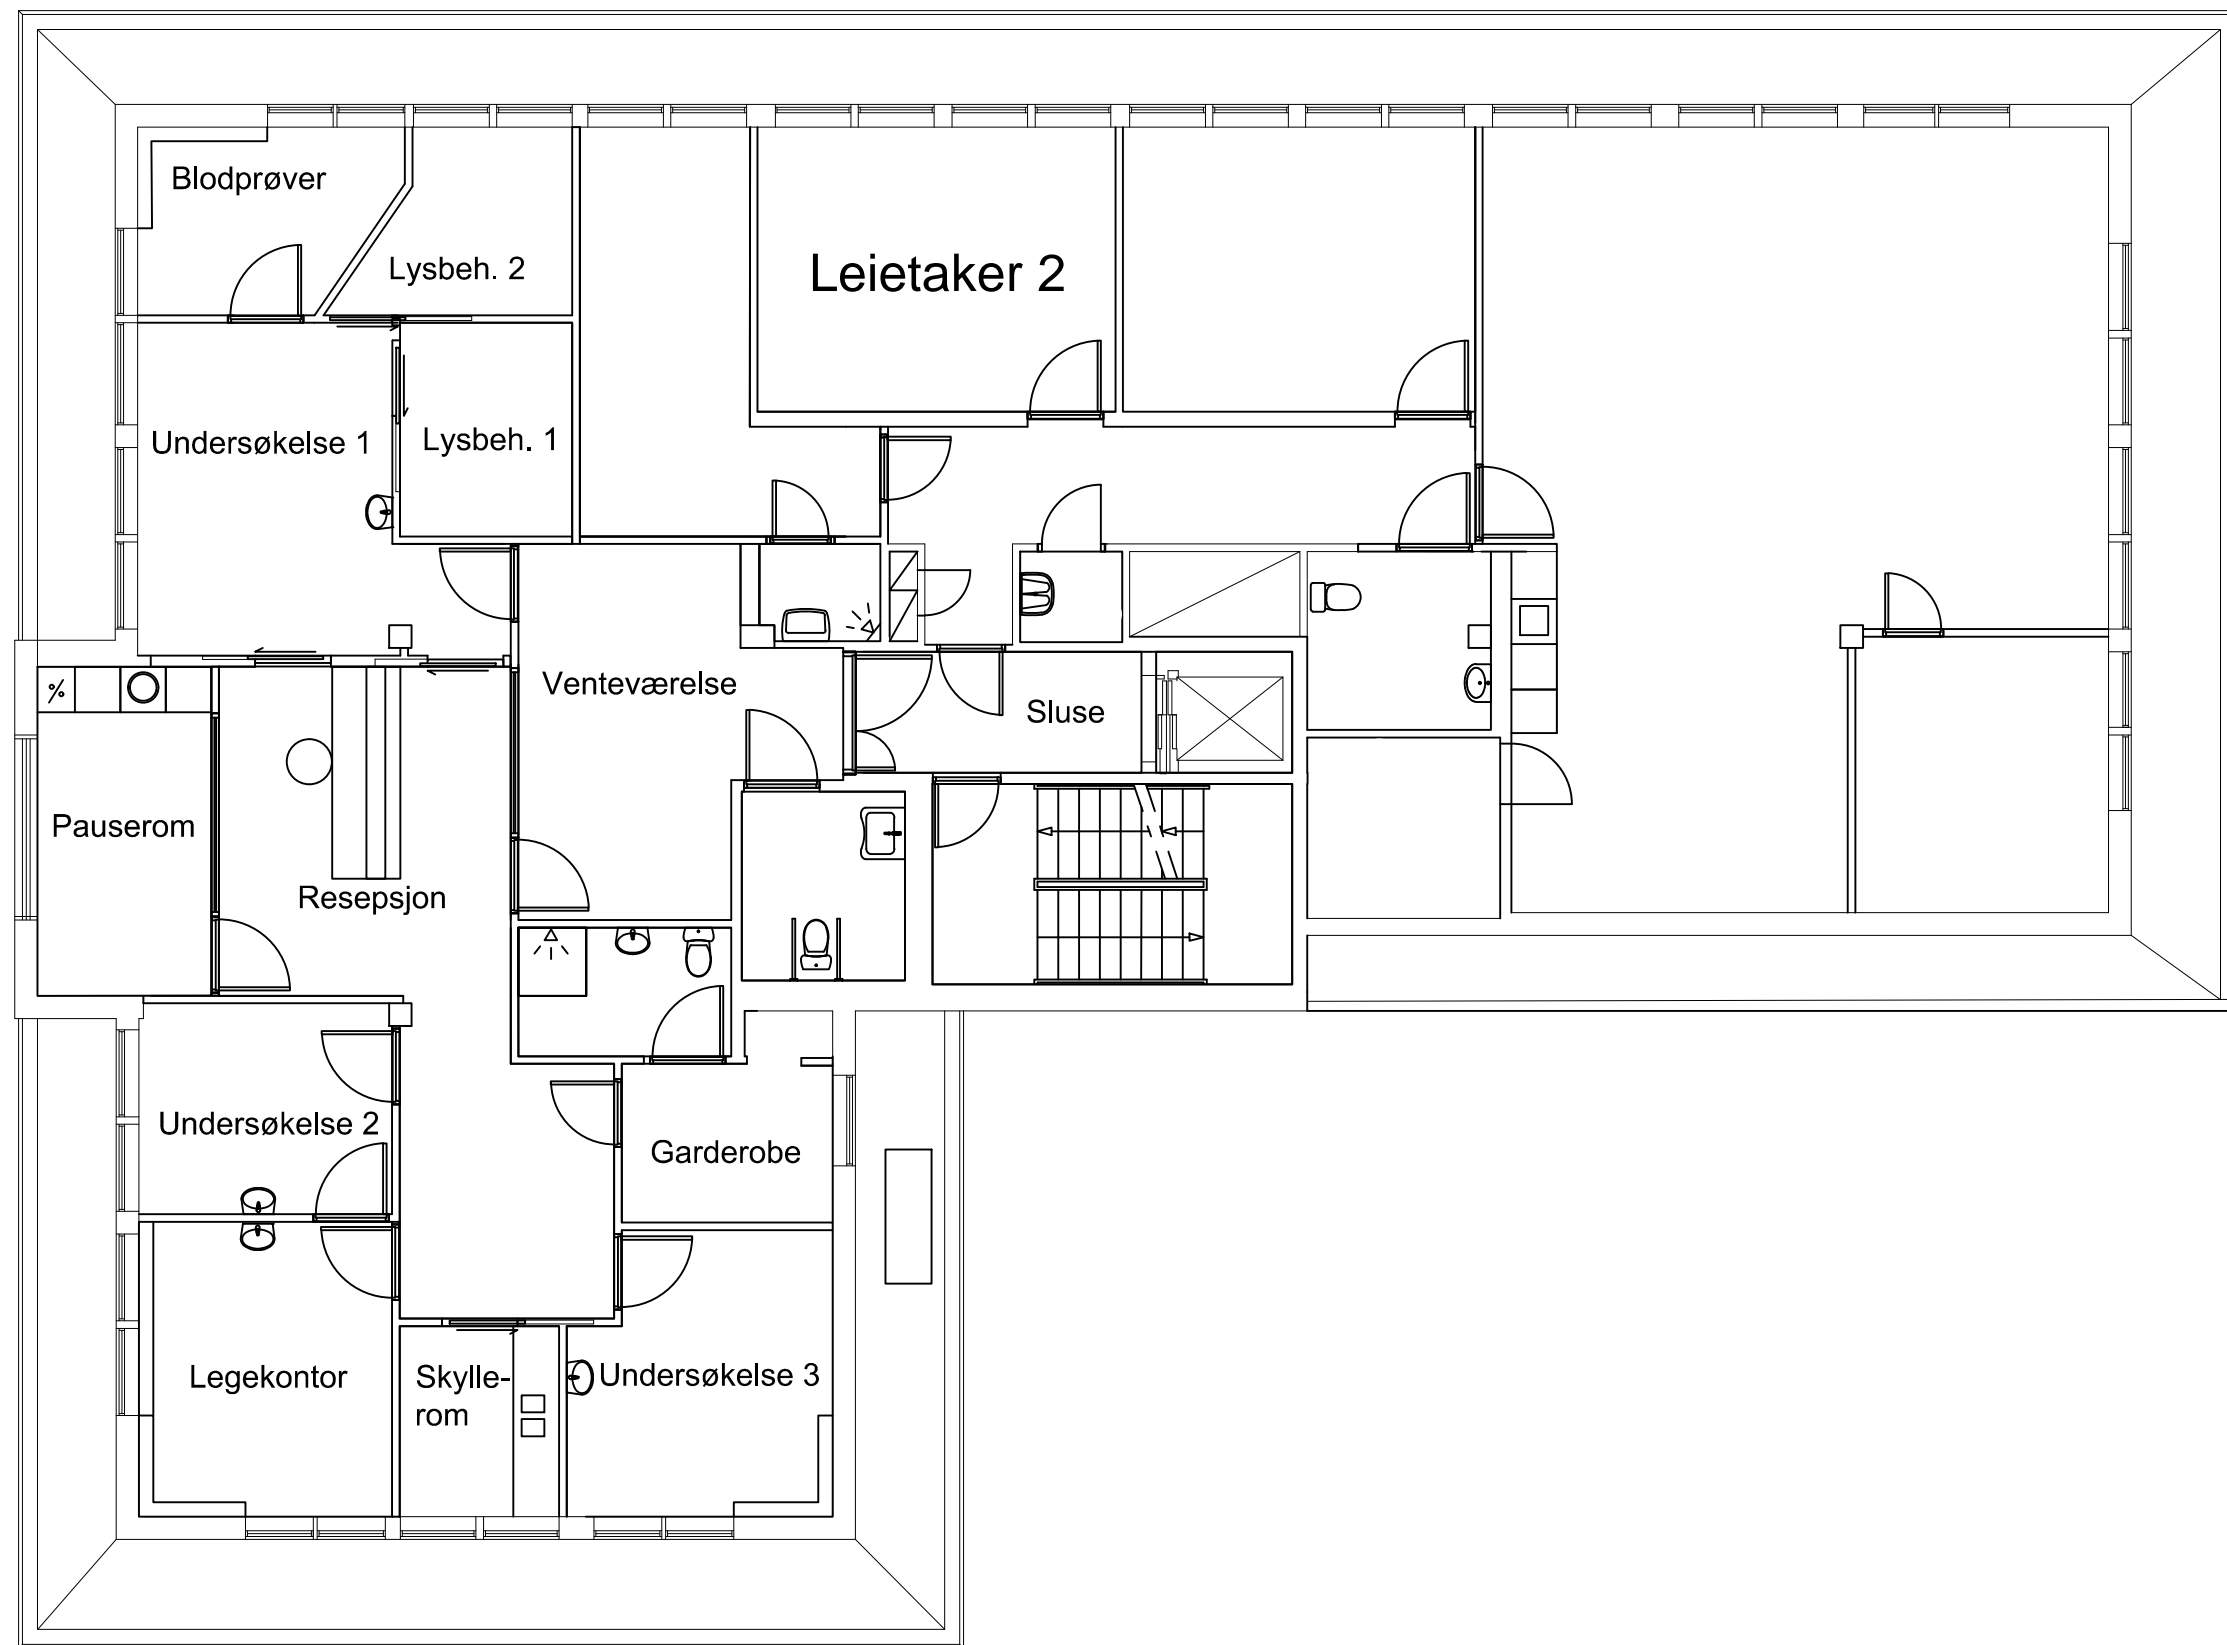 Blodprøver
Lysbeh. 2
Leietaker 2
Undersøkelse 1
Lysbeh. 1
%
Venteværelse
Sluse
Pauserom
Resepsjon
Undersøkelse 2
Garderobe
Legekontor
Skylle-
rom
Undersøkelse 3